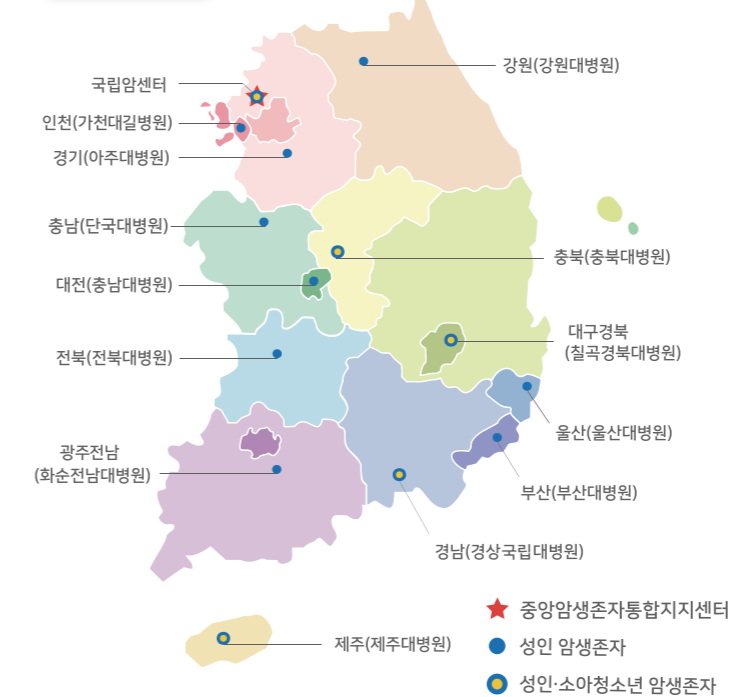 강원(강원대병원)
국립암센터
인천(가천대길병원)
경기(아주대병원)
충남(단국대병원)
충북(충북대병원)
대전(충남대병원)
대구경북
(칠곡경북대병원)
전북(전북대병원)
울산(울산대병원)
광주전남
(화순전남대병원)
부산(부산대병원)
경남(경상국립대병원)
제주(제주대병원)
중앙암생존자통합지지센터
성인 암생존자
성인·소아청소년 암생존자